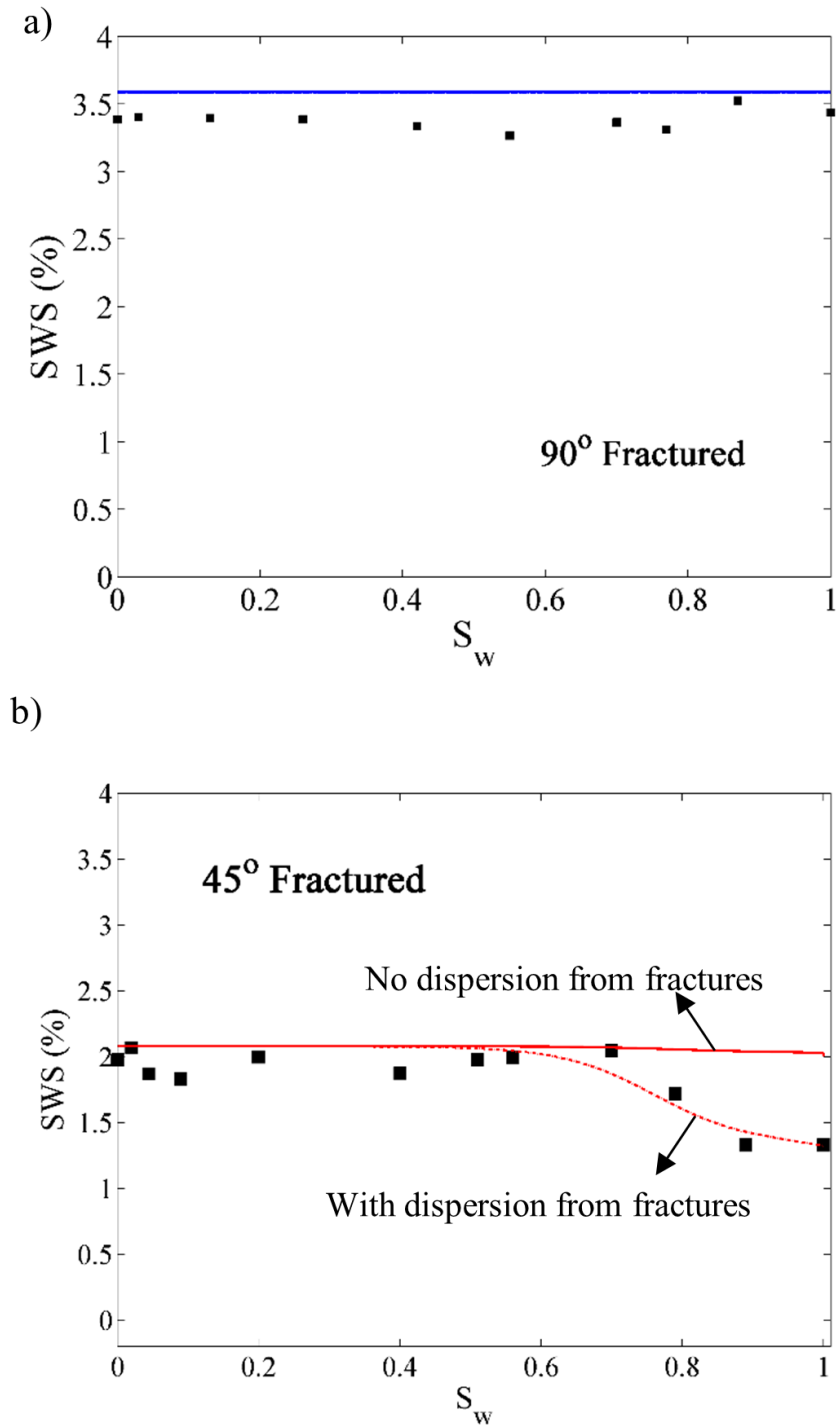 a)
4
3.5
3
2.5
2
1.5
1
0.5
0
SWS (%)
90° Fractured
0 0.2 0.4 0.6 0.8 1
S_w
b)
4
3.5
3
2.5
2
1.5
1
0.5
0
SWS (%)
45° Fractured
No dispersion from fractures
With dispersion from fractures
0 0.2 0.4 0.6 0.8 1
S_w